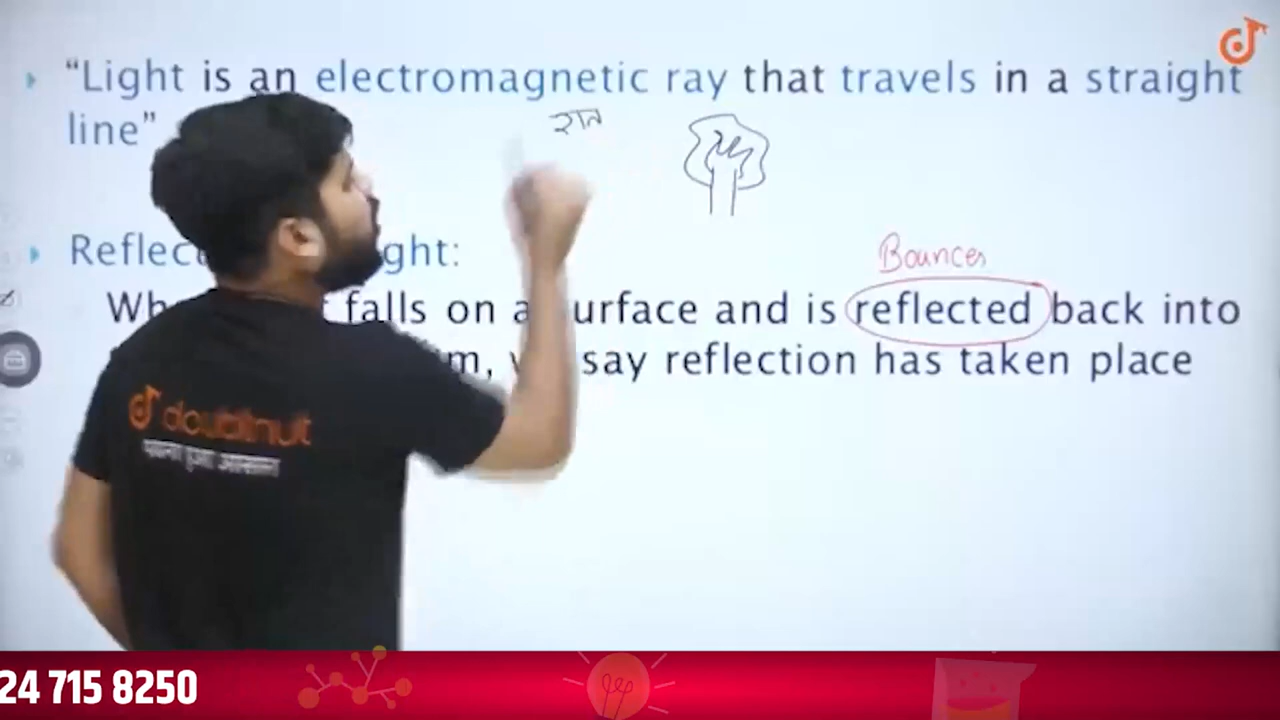 “Light is an electromagnetic ray that travels in a straight
line”
रात
Reflec ght:
Bounces
Wh falls on a urface and is reflected back into
m, w say reflection has taken place
doubtnut
24 715 8250